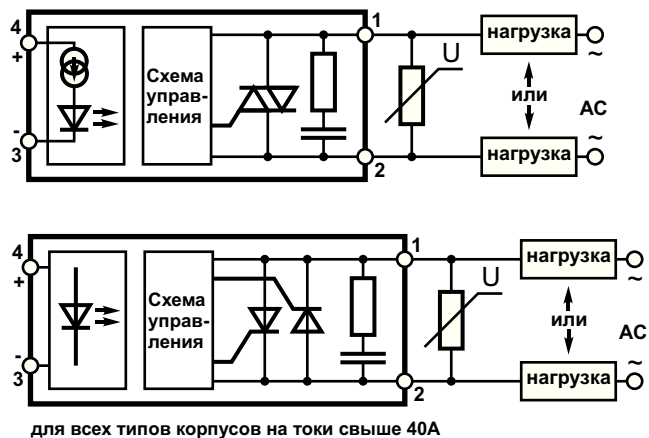 4
+
-
3
Схема
управ-
ления
1
2
U
нагрузка
~
или
AC
~
нагрузка
4
+
-
3
Схема
управ-
ления
1
2
U
нагрузка
~
или
AC
~
нагрузка
для всех типов корпусов на токи свыше 40А